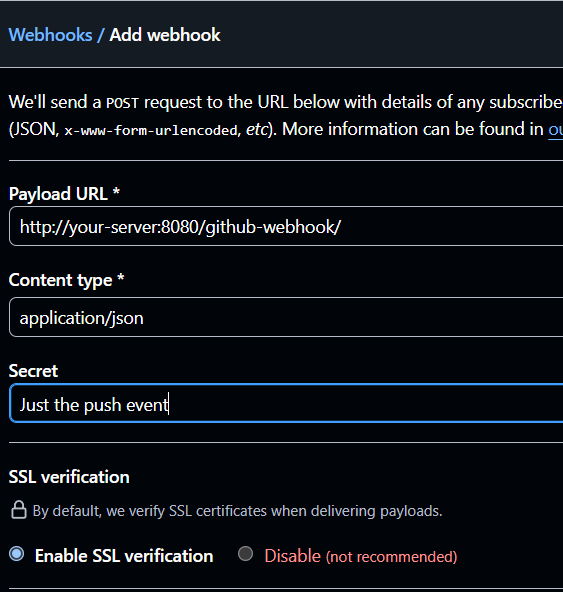 Webhooks / Add webhook
We'll send a POST request to the URL below with details of any subscribe
(JSON, x-www-form-urlencoded, etc). More information can be found in
Payload URL *
http://your-server:8080/github-webhook/
Content type *
application/json
Secret
Just the push event
SSL verification
By default, we verify SSL certificates when delivering payloads.
Enable SSL verification Disable (not recommended)